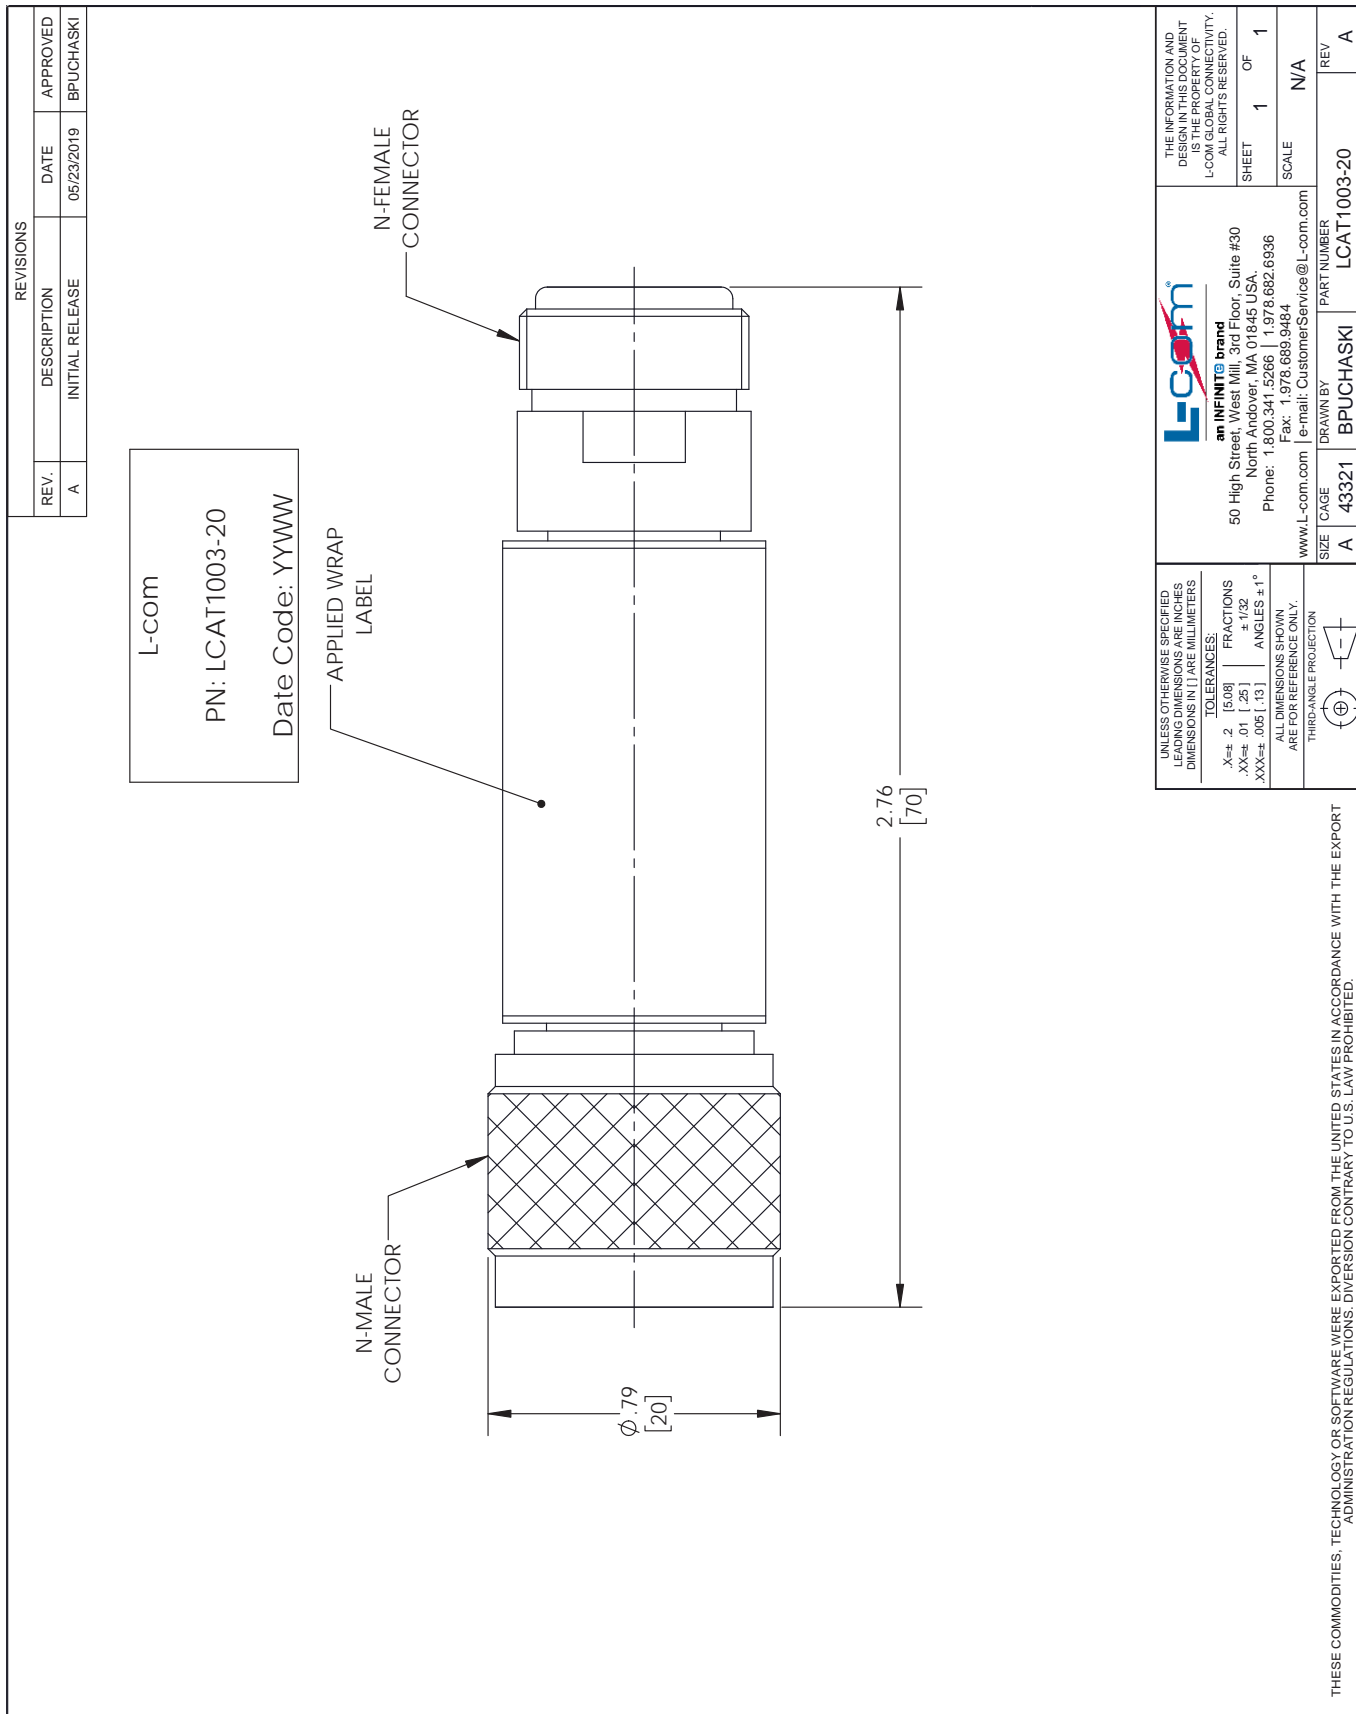 REVISIONS
REV. DESCRIPTION DATE APPROVED
A INITIAL RELEASE 05/23/2019 BPUCHASKI
L-com
PN: LCAT1003-20
Date Code: YYWW
APPLIED WRAP
LABEL
N-FEMALE
CONNECTOR
N-MALE
CONNECTOR
∅.79
[20]
2.76
[70]
UNLESS OTHERWISE SPECIFIED
LEADING DIMENSIONS ARE INCHES
DIMENSIONS IN [ ] ARE MILLIMETERS
TOLERANCES:
.X=± .2 [5.08] FRACTIONS
.XX=± .01 [ .25 ] ± 1/32
.XXX=± .005 [ .13 ] ANGLES ± 1°
ALL DIMENSIONS SHOWN
ARE FOR REFERENCE ONLY.
THIRD-ANGLE PROJECTION
L-com®
an INFINITe brand
50 High Street, West Mill, 3rd Floor, Suite #30
North Andover, MA 01845 USA.
Phone: 1.800.341.5266 | 1.978.682.6936
Fax: 1.978.689.9484
www.L-com.com | e-mail: CustomerService@L-com.com
THE INFORMATION AND
DESIGN IN THIS DOCUMENT
IS THE PROPERTY OF
L-COM GLOBAL CONNECTIVITY.
ALL RIGHTS RESERVED.
SHEET 1 OF 1
SCALE N/A
SIZE CAGE DRAWN BY PART NUMBER REV
A 43321 BPUCHASKI LCAT1003-20 A
THESE COMMODITIES, TECHNOLOGY OR SOFTWARE WERE EXPORTED FROM THE UNITED STATES IN ACCORDANCE WITH THE EXPORT
ADMINISTRATION REGULATIONS. DIVERSION CONTRARY TO U.S. LAW PROHIBITED.